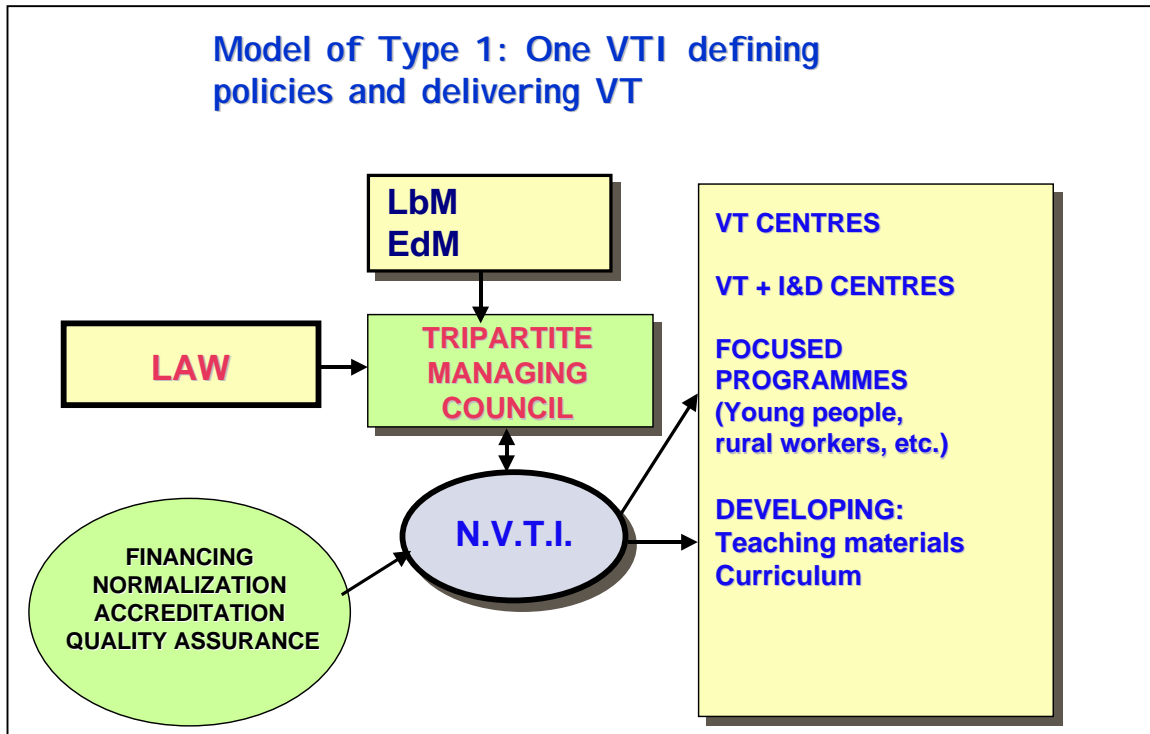 Model of Type 1: One VTI defining
policies and delivering VT
LbM
EdM
LAW
TRIPARTITE
MANAGING
COUNCIL
N.V.T.I.
FINANCING
NORMALIZATION
ACCREDITATION
QUALITY ASSURANCE
VT CENTRES
VT + I&D CENTRES
FOCUSED
PROGRAMMES
(Young people,
rural workers, etc.)
DEVELOPING:
Teaching materials
Curriculum